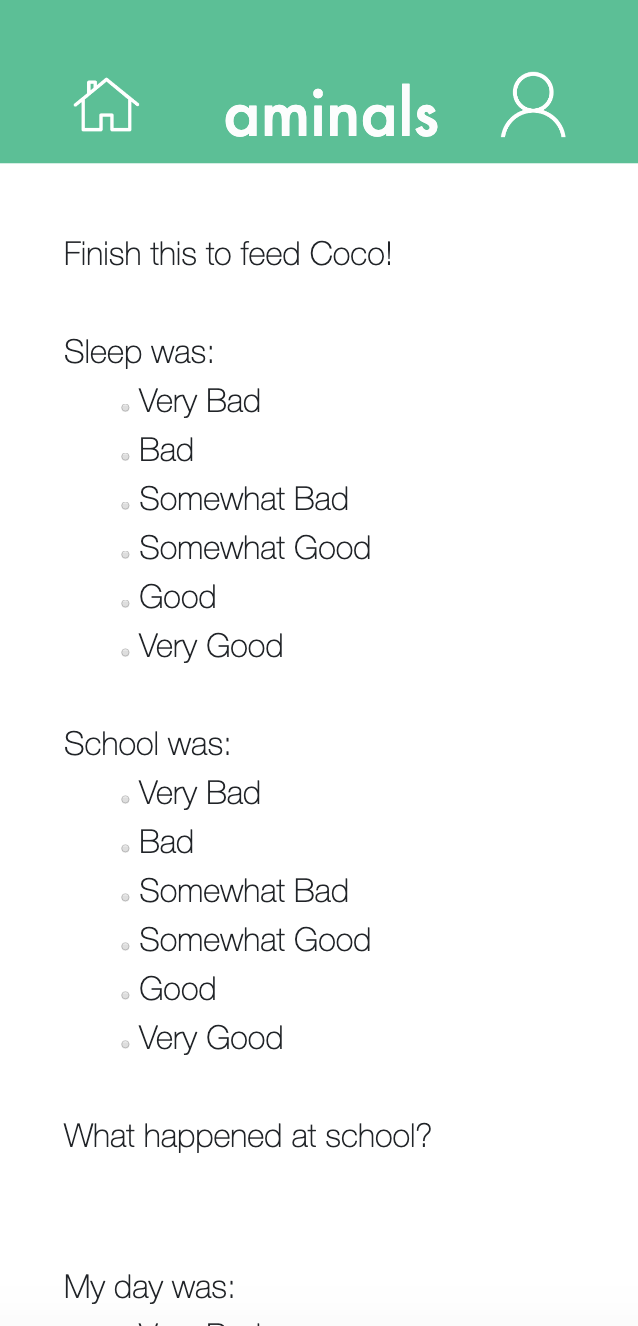 aminals
Finish this to feed Coco!
Sleep was:
Very Bad
Bad
Somewhat Bad
Somewhat Good
Good
Very Good
School was:
Very Bad
Bad
Somewhat Bad
Somewhat Good
Good
Very Good
What happened at school?
My day was: